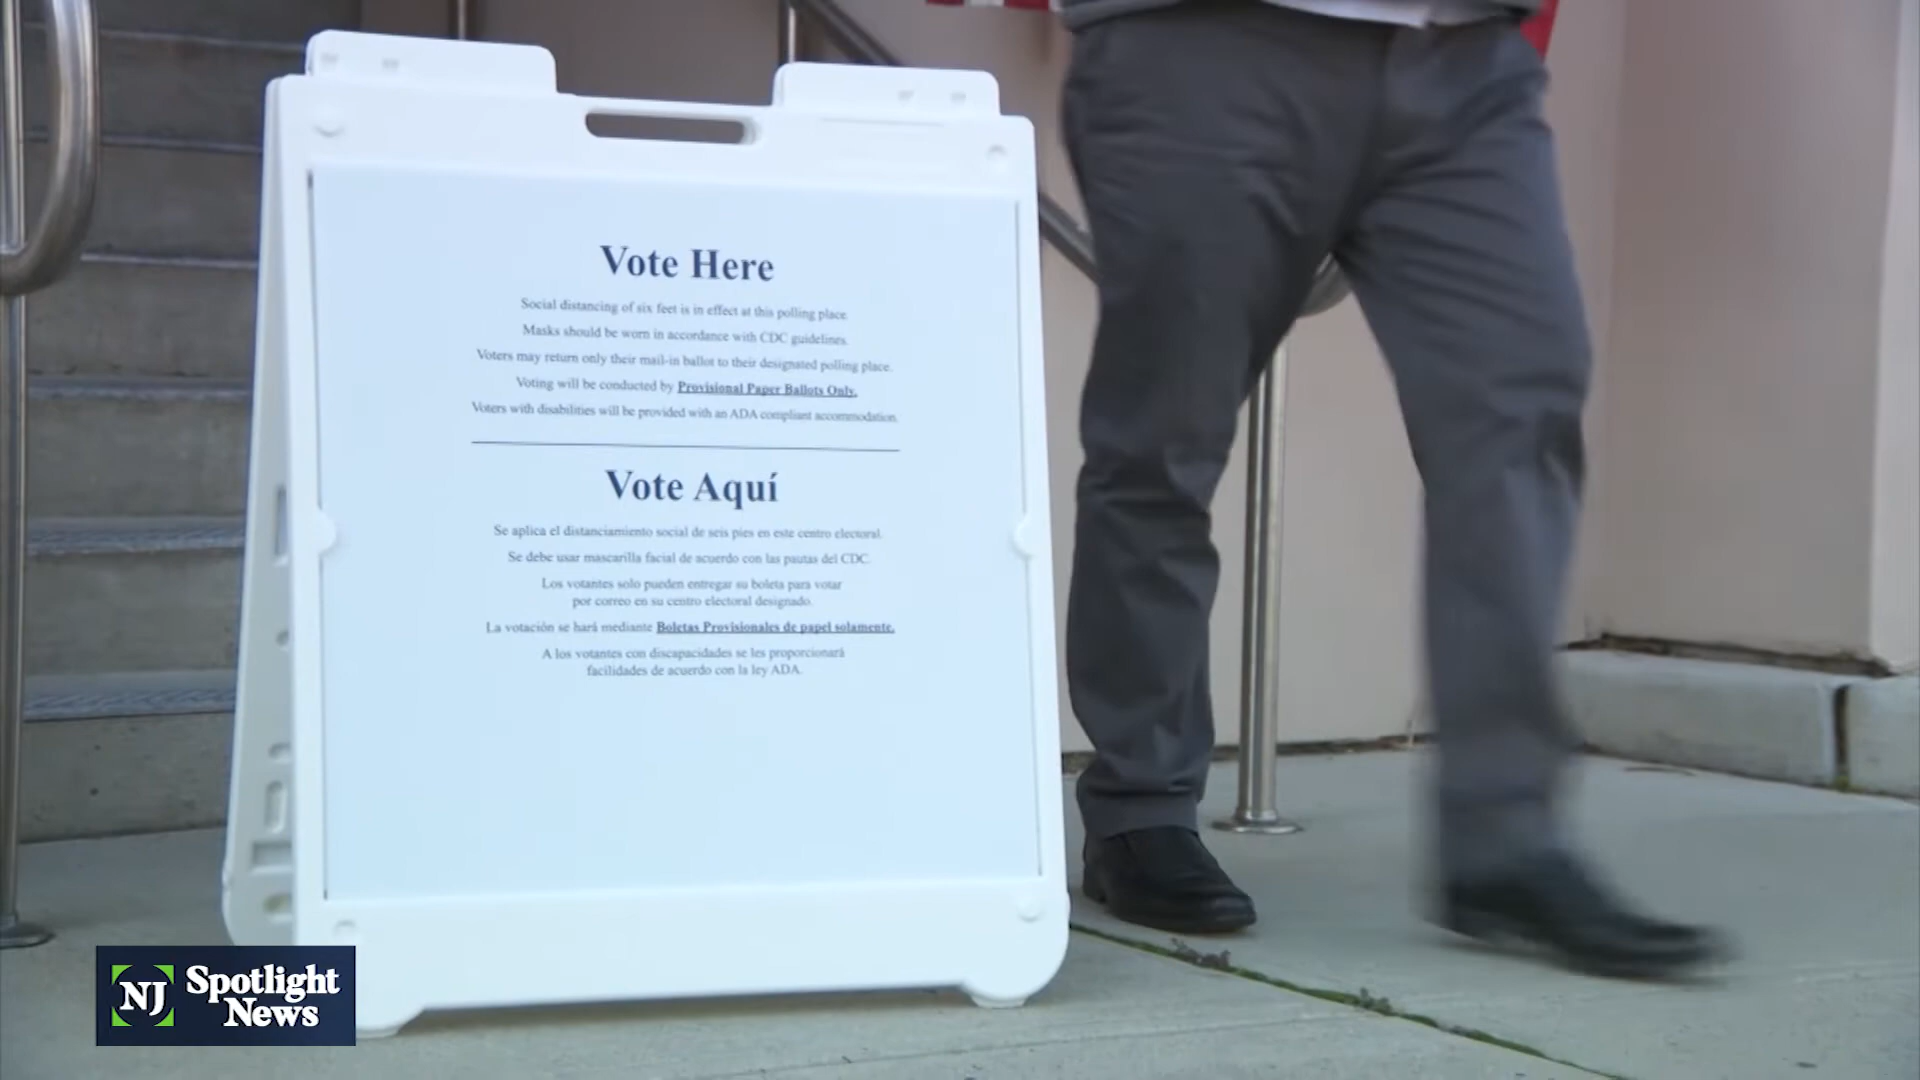 Vote Here
Social distancing of six feet is in effect at this polling place.
Masks should be worn in accordance with CDC guidelines.
Voters may return only their mail-in ballot to their designated polling place.
Voting will be conducted by Provisional Paper Ballots Only.
Voters with disabilities will be provided with an ADA compliant accommodation.
Vote Aquí
Se aplica el distanciamiento social de seis pies en este centro electoral.
Se debe usar mascarilla facial de acuerdo con las pautas del CDC.
Los votantes solo pueden entregar su boleta para votar
por correo en su centro electoral designado.
La votación se hará mediante Boletas Provisionales de papel solamente.
A los votantes con discapacidades se les proporcionará
facilidades de acuerdo con la ley ADA.
NJ Spotlight
News